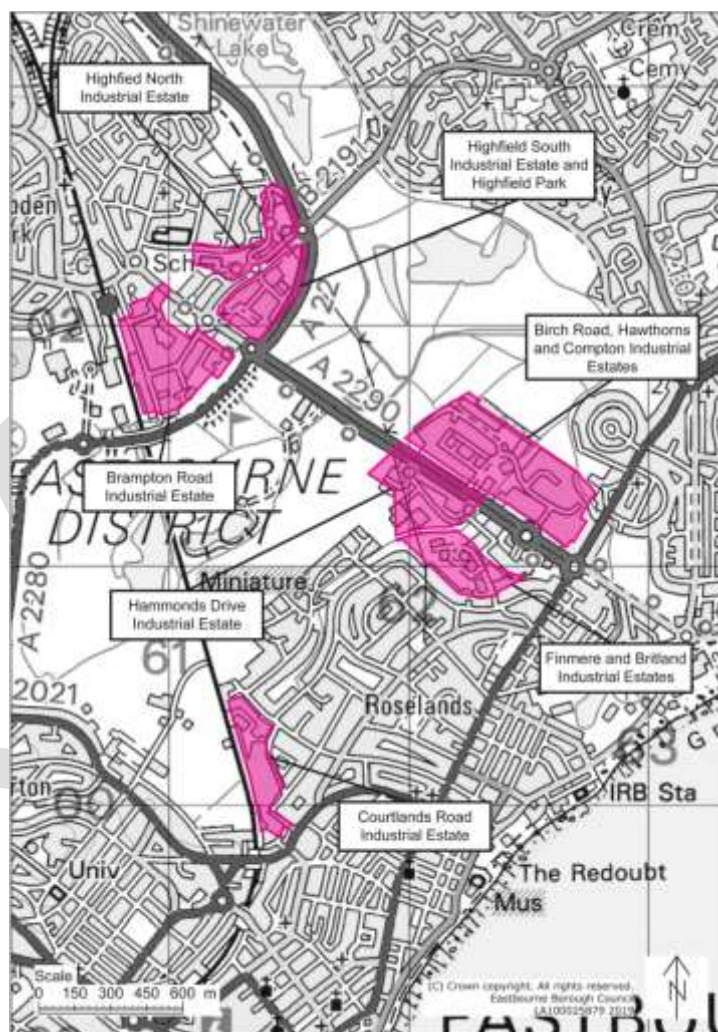 Shinewater
Lake
Crem
Cemy
Highfied North
Industrial Estate
Highfield South
Industrial Estate and
Highfield Park
B 2191
Sch
A 22
B 2191
A 2290
Birch Road, Hawthorns
and Compton Industrial
Estates
Brampton Road
Industrial Estate
DISTRICT
A 2280
Miniature
Hammonds Drive
Industrial Estate
62
61
Finmere and Britland
Industrial Estates
2021
Roselands
63
60
IRB Sta
Courtlands Road
Industrial Estate
Univ
The Redoubt
Mus
Scale
0 150 300 450 600 m
(C) Crown copyright. All rights reserved.
Eastbourne Borough Council
N